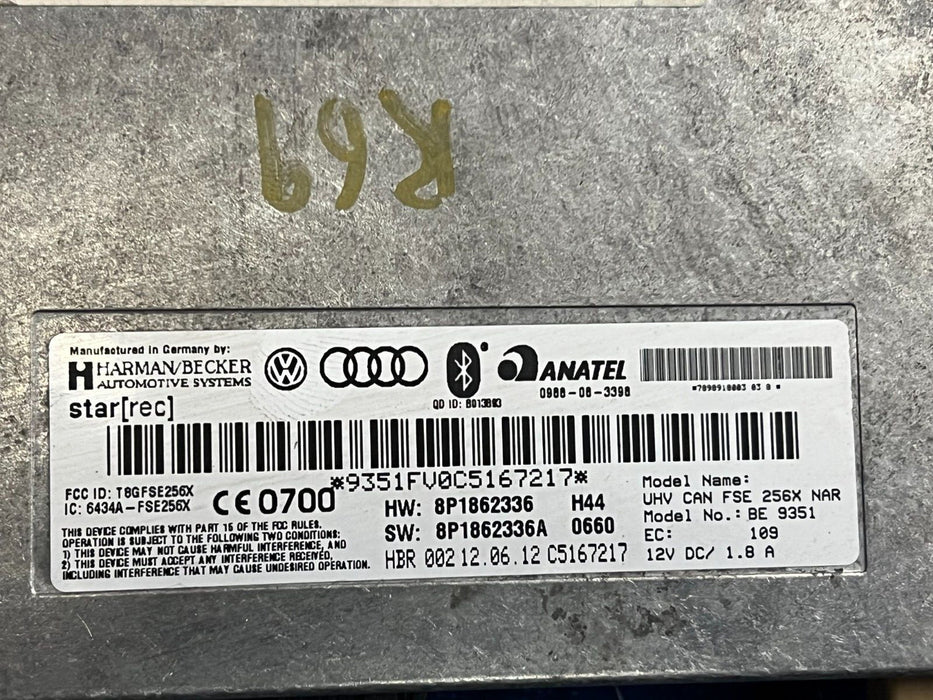 R69
Manufactured in Germany by:
HARMAN/BECKER
AUTOMOTIVE SYSTEMS
star[rec]
QD ID: B013803
ANATEL
0988-08-3398
*9351FV0C5167217*
FCC ID: T8GFSE256X
IC: 6434A-FSE256X
CE 0700
HW: 8P1862336 H44
SW: 8P1862336A 0660
HBR 002 12.06.12 C5167217
THIS DEVICE COMPLIES WITH PART 15 OF THE FCC RULES.
OPERATION IS SUBJECT TO THE FOLLOWING TWO CONDITIONS:
1) THIS DEVICE MAY NOT CAUSE HARMFUL INTERFERENCE, AND
2) THIS DEVICE MUST ACCEPT ANY INTERFERENCE RECEIVED,
INCLUDING INTERFERENCE THAT MAY CAUSE UNDESIRED OPERATION.
Model Name:
UHV CAN FSE 256X NAR
Model No.: BE 9351
EC: 109
12V DC/ 1.8 A